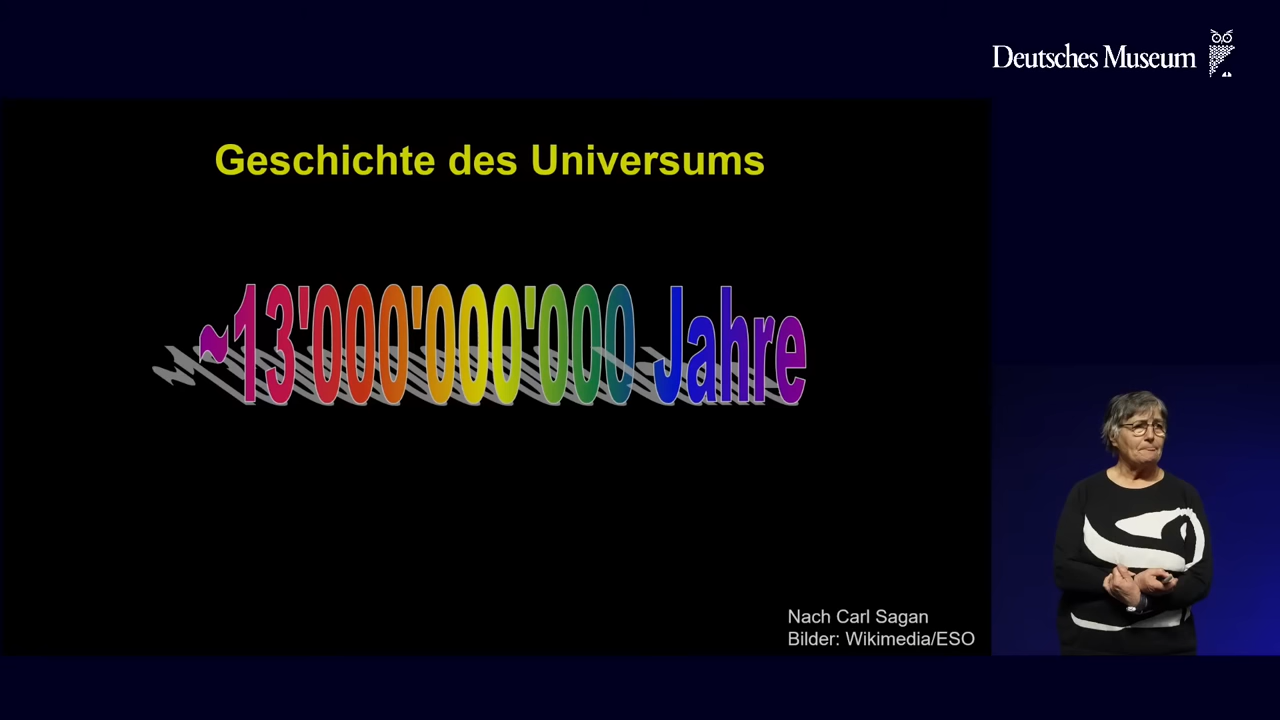 Deutsches Museum
Geschichte des Universums
~13'000'000'000 Jahre
Nach Carl Sagan
Bilder: Wikimedia/ESO